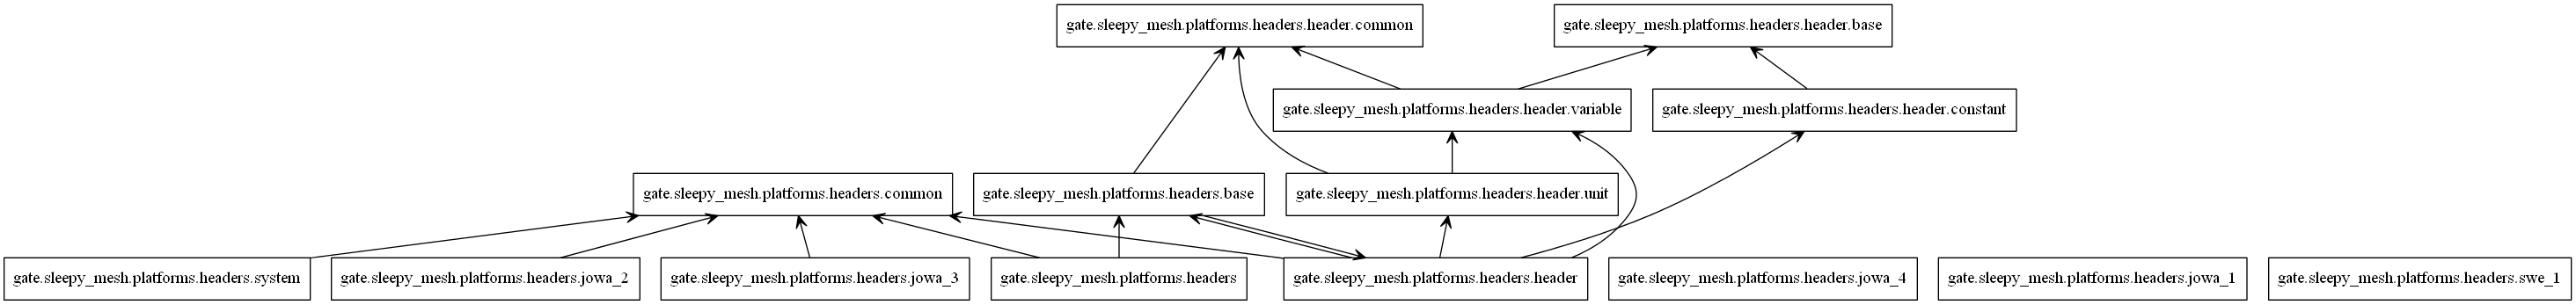 gate.sleepy_mesh.platforms.headers.header.common
gate.sleepy_mesh.platforms.headers.header.base
gate.sleepy_mesh.platforms.headers.header.variable
gate.sleepy_mesh.platforms.headers.header.constant
gate.sleepy_mesh.platforms.headers.common
gate.sleepy_mesh.platforms.headers.base
gate.sleepy_mesh.platforms.headers.header.unit
gate.sleepy_mesh.platforms.headers.system
gate.sleepy_mesh.platforms.headers.jowa_2
gate.sleepy_mesh.platforms.headers.jowa_3
gate.sleepy_mesh.platforms.headers
gate.sleepy_mesh.platforms.headers.header
gate.sleepy_mesh.platforms.headers.jowa_4
gate.sleepy_mesh.platforms.headers.jowa_1
gate.sleepy_mesh.platforms.headers.swe_1